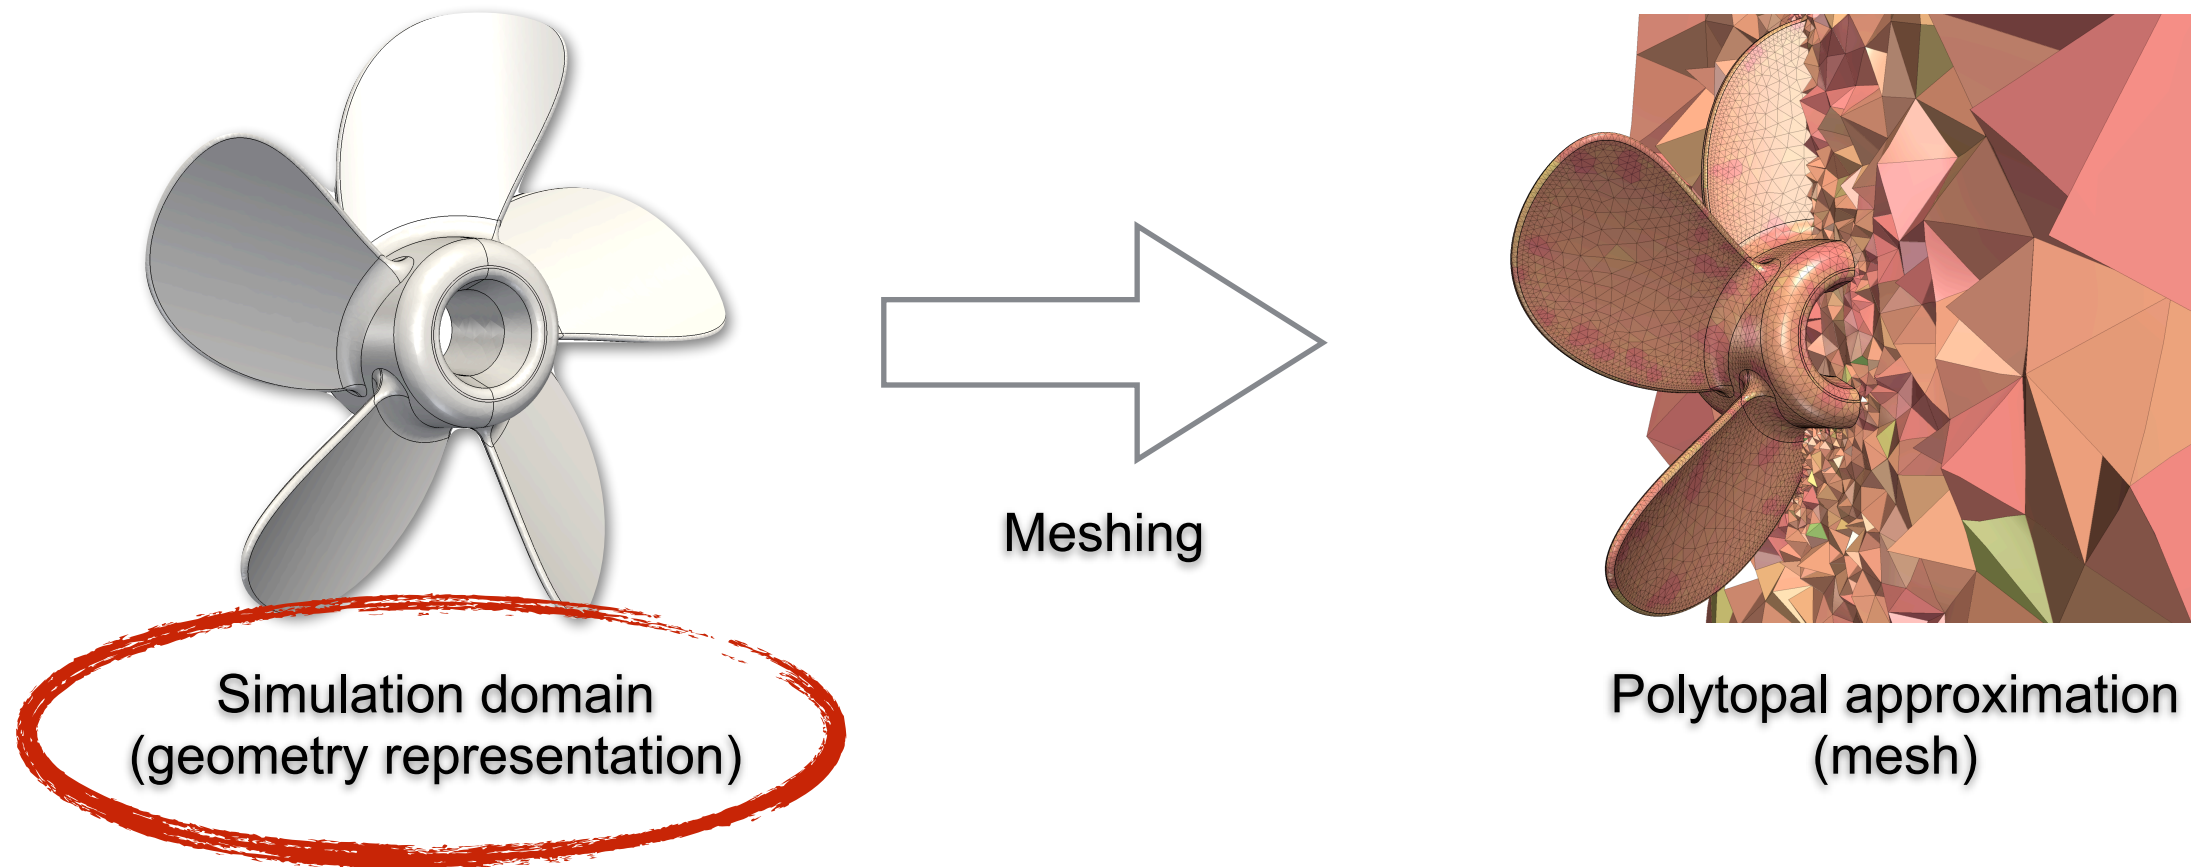 Meshing
Simulation domain
(geometry representation)
Polytopal approximation
(mesh)